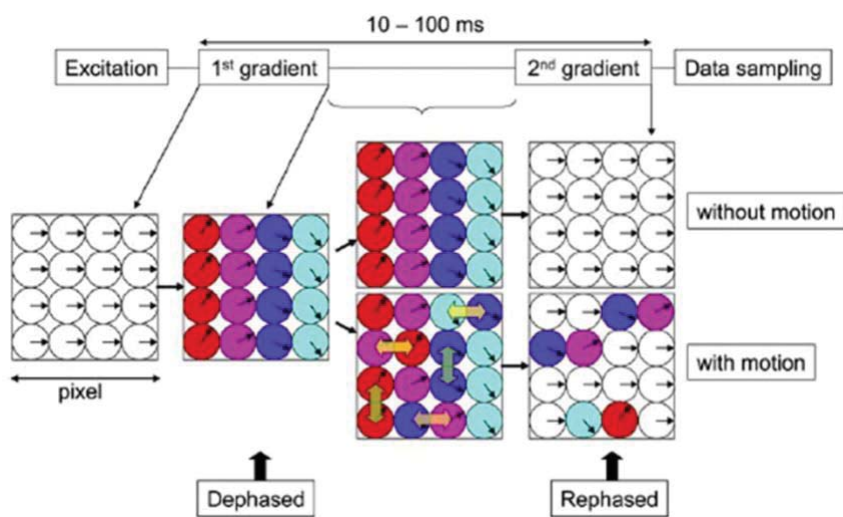 10 – 100 ms
Excitation
1st gradient
2nd gradient
Data sampling
without motion
with motion
pixel
Dephased
Rephased